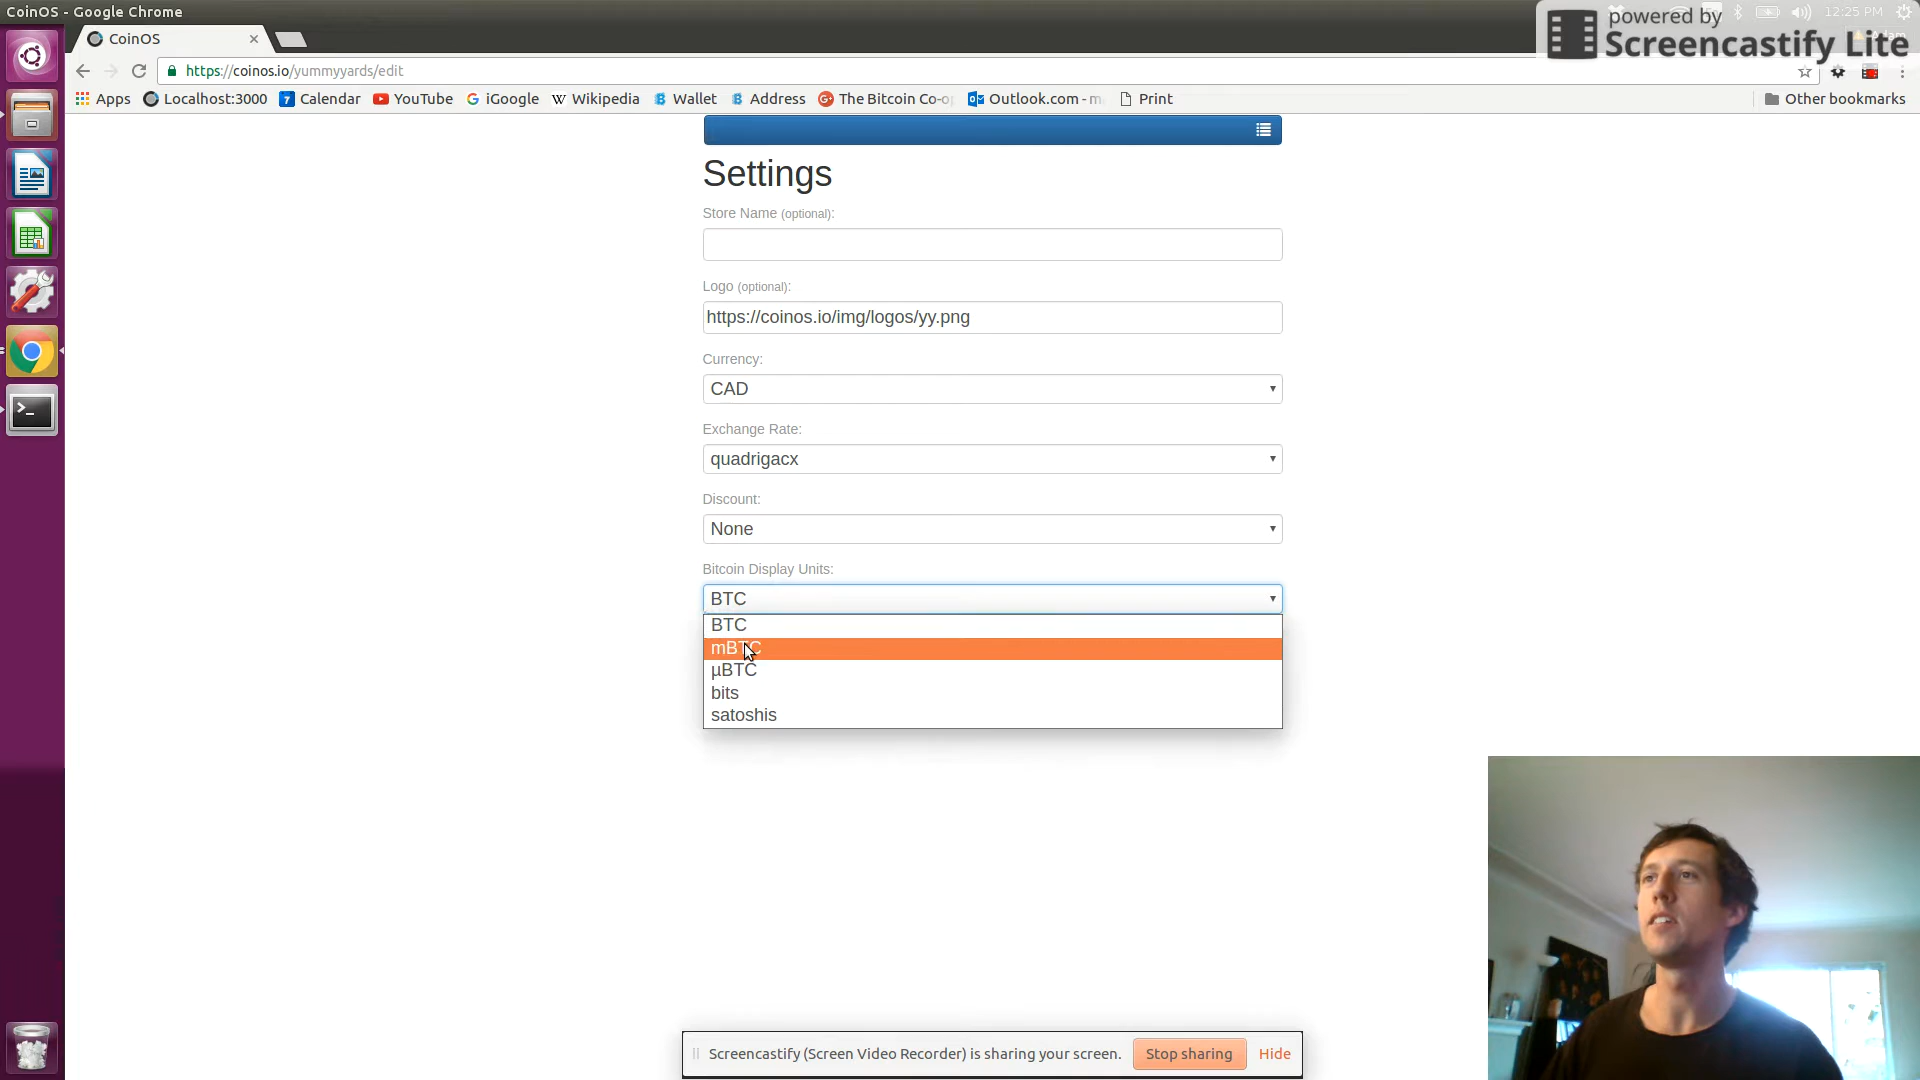 CoinOS - Google Chrome
12:25 PM
powered by
Screencastify Lite
CoinOS
https://coinos.io/yummyyards/edit
Apps
Localhost:3000
Calendar
YouTube
iGoogle
Wikipedia
Wallet
Address
The Bitcoin Co-o
Outlook.com - m
Print
Other bookmarks
Settings
Store Name (optional):
Logo (optional):
https://coinos.io/img/logos/yy.png
Currency:
CAD
Exchange Rate:
quadrigacx
Discount:
None
Bitcoin Display Units:
BTC
BTC
mBTC
µBTC
bits
satoshis
Screencastify (Screen Video Recorder) is sharing your screen.
Stop sharing
Hide